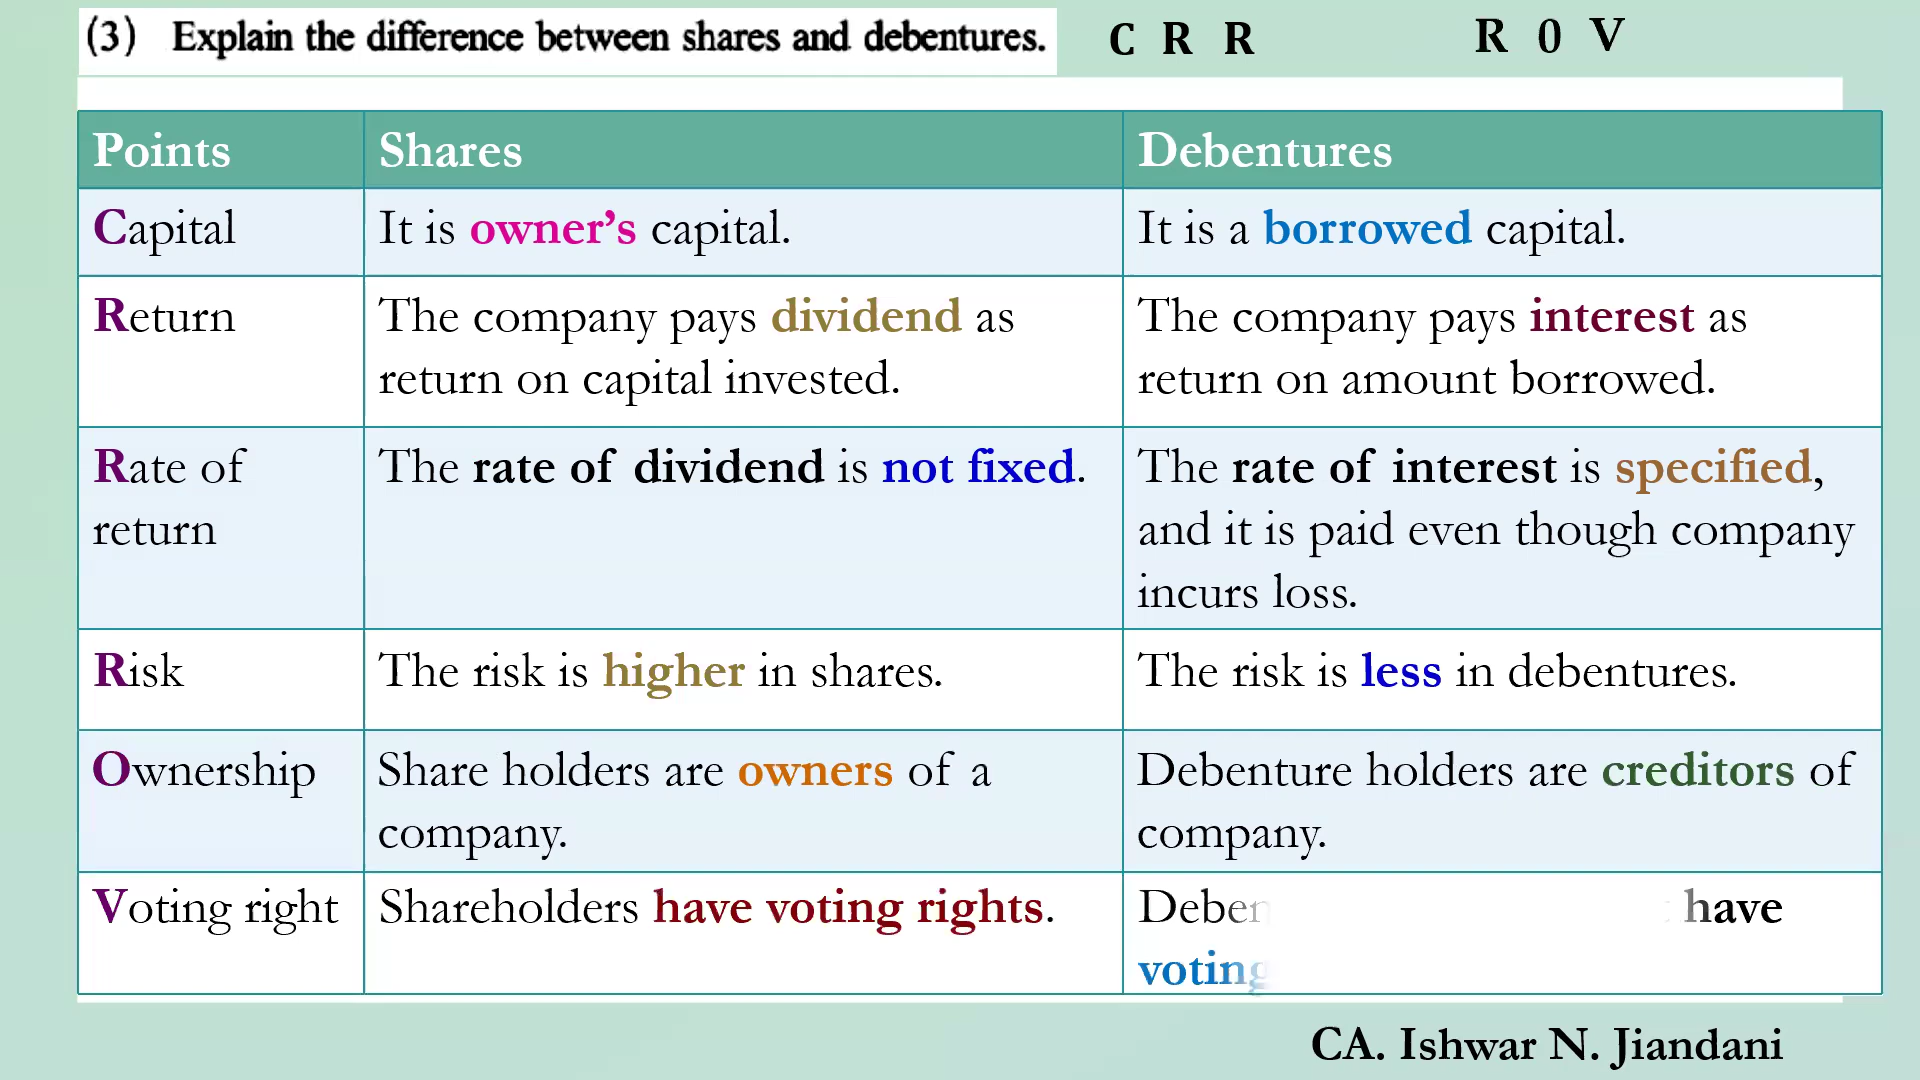 (3) Explain the difference between shares and debentures. C R R R 0 V
Points Shares Debentures
Capital It is owner’s capital. It is a borrowed capital.
Return The company pays dividend as The company pays interest as
return on capital invested. return on amount borrowed.
Rate of The rate of dividend is not fixed. The rate of interest is specified,
return and it is paid even though company
incurs loss.
Risk The risk is higher in shares. The risk is less in debentures.
Ownership Share holders are owners of a Debenture holders are creditors of
company. company.
Voting right Shareholders have voting rights. have
voting
CA. Ishwar N. Jiandani